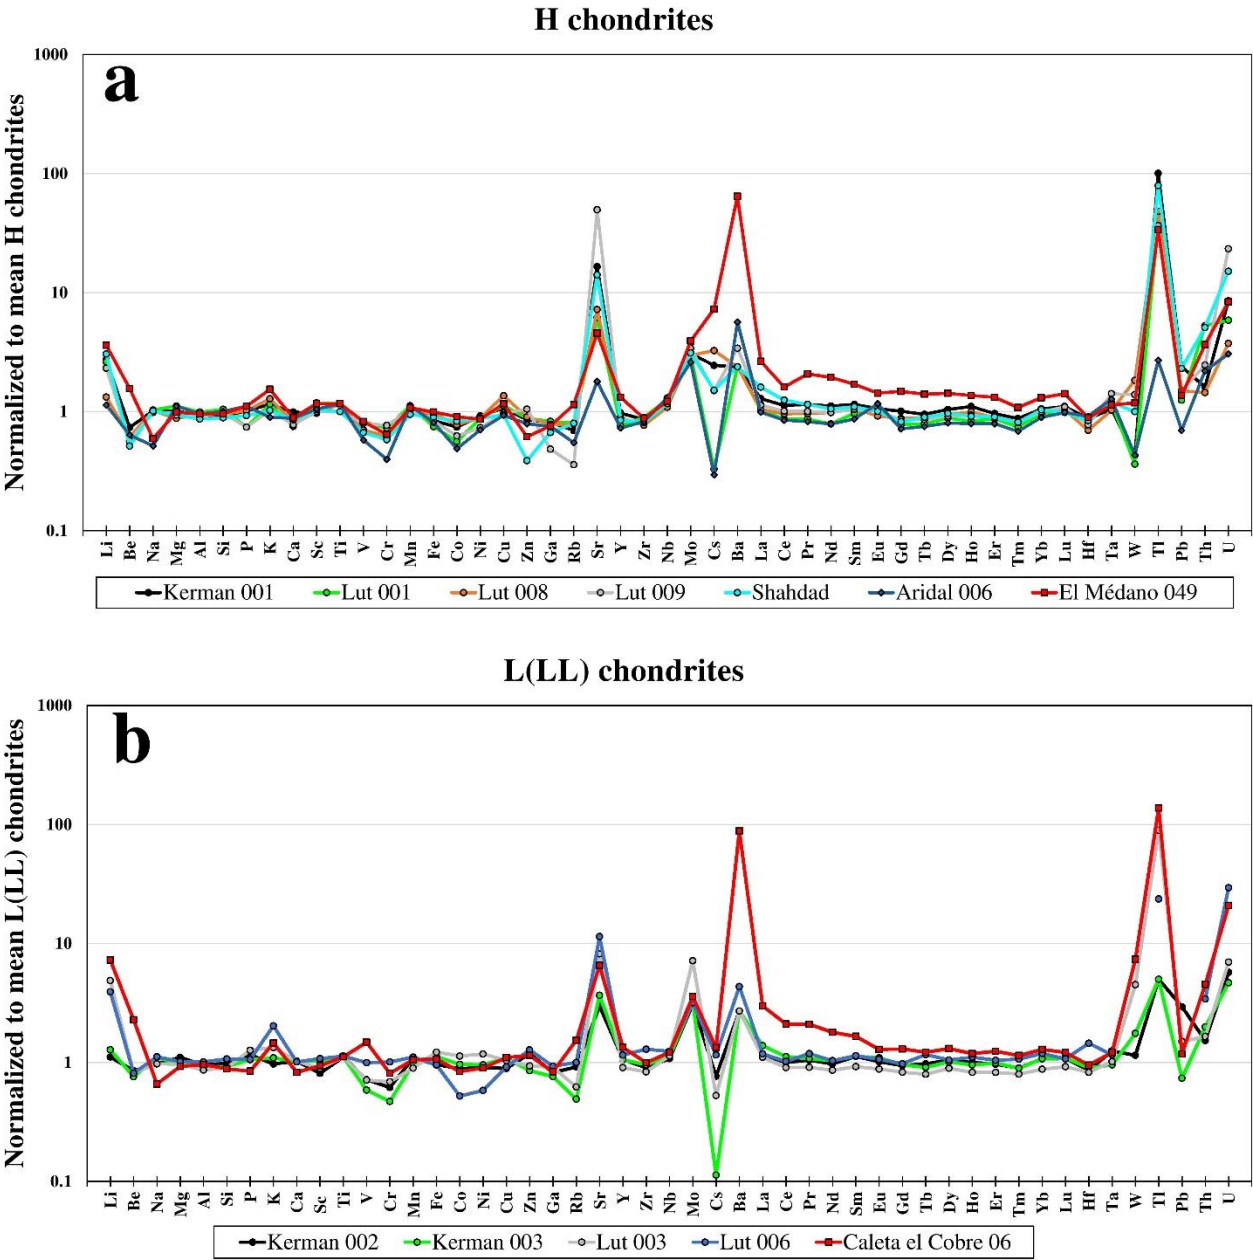 H chondrites
a
Normalized to mean H chondrites
1000
100
10
1
0.1
Li Be Na Mg Al Si P K Ca Sc Ti V Cr Mn Fe Co Ni Cu Zn Ga Rb Sr Y Zr Nb Mo Cs Ba La Ce Pr Nd Sm Eu Gd Tb Dy Ho Er Tm Yb Lu Hf Ta W Tl Pb Th U
Kerman 001 Lut 001 Lut 008 Lut 009 Shahdad Aridal 006 El Médano 049
L(LL) chondrites
b
Normalized to mean L(LL) chondrites
1000
100
10
1
0.1
Li Be Na Mg Al Si P K Ca Sc Ti V Cr Mn Fe Co Ni Cu Zn Ga Rb Sr Y Zr Nb Mo Cs Ba La Ce Pr Nd Sm Eu Gd Tb Dy Ho Er Tm Yb Lu Hf Ta W Tl Pb Th U
Kerman 002 Kerman 003 Lut 003 Lut 006 Caleta el Cobre 06